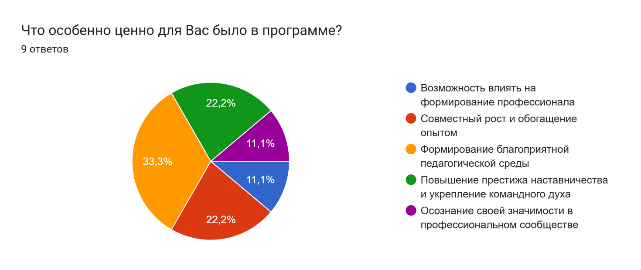 Что особенно ценно для Вас было в программе?
9 ответов
22,2%
11,1%
33,3%
11,1%
22,2%
Возможность влиять на
формирование профессионала
Совместный рост и обогащение
опытом
Формирование благоприятной
педагогической среды
Повышение престижа наставничества
и укрепление командного духа
Осознание своей значимости в
профессиональном сообществе